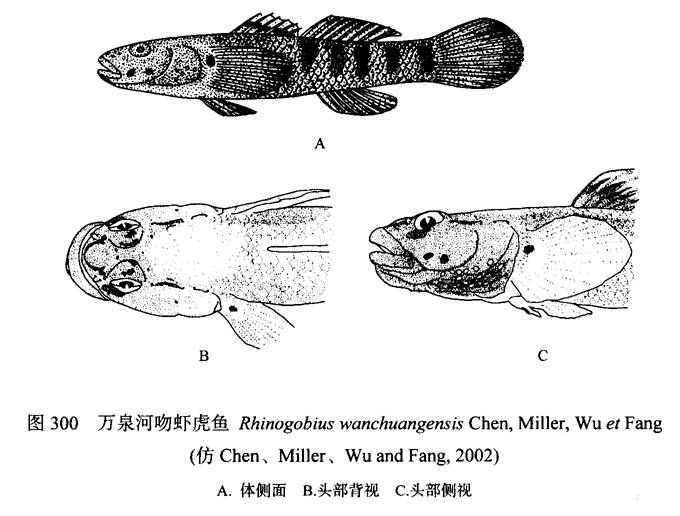 A
B
C
图 300 万泉河吻虾虎鱼 Rhinogobius wanchuangensis Chen, Miller, Wu et Fang
(仿 Chen、Miller、Wu and Fang, 2002)
A. 体侧面 B.头部背视 C.头部侧视